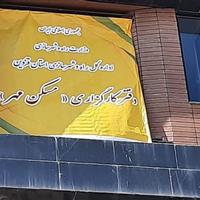 جمهوری اسلامی ایران
وزارت راه و شهرسازی
اداره کل راه و شهرسازی استان قزوین
دفتر کارگزاری «مسکن مهر»